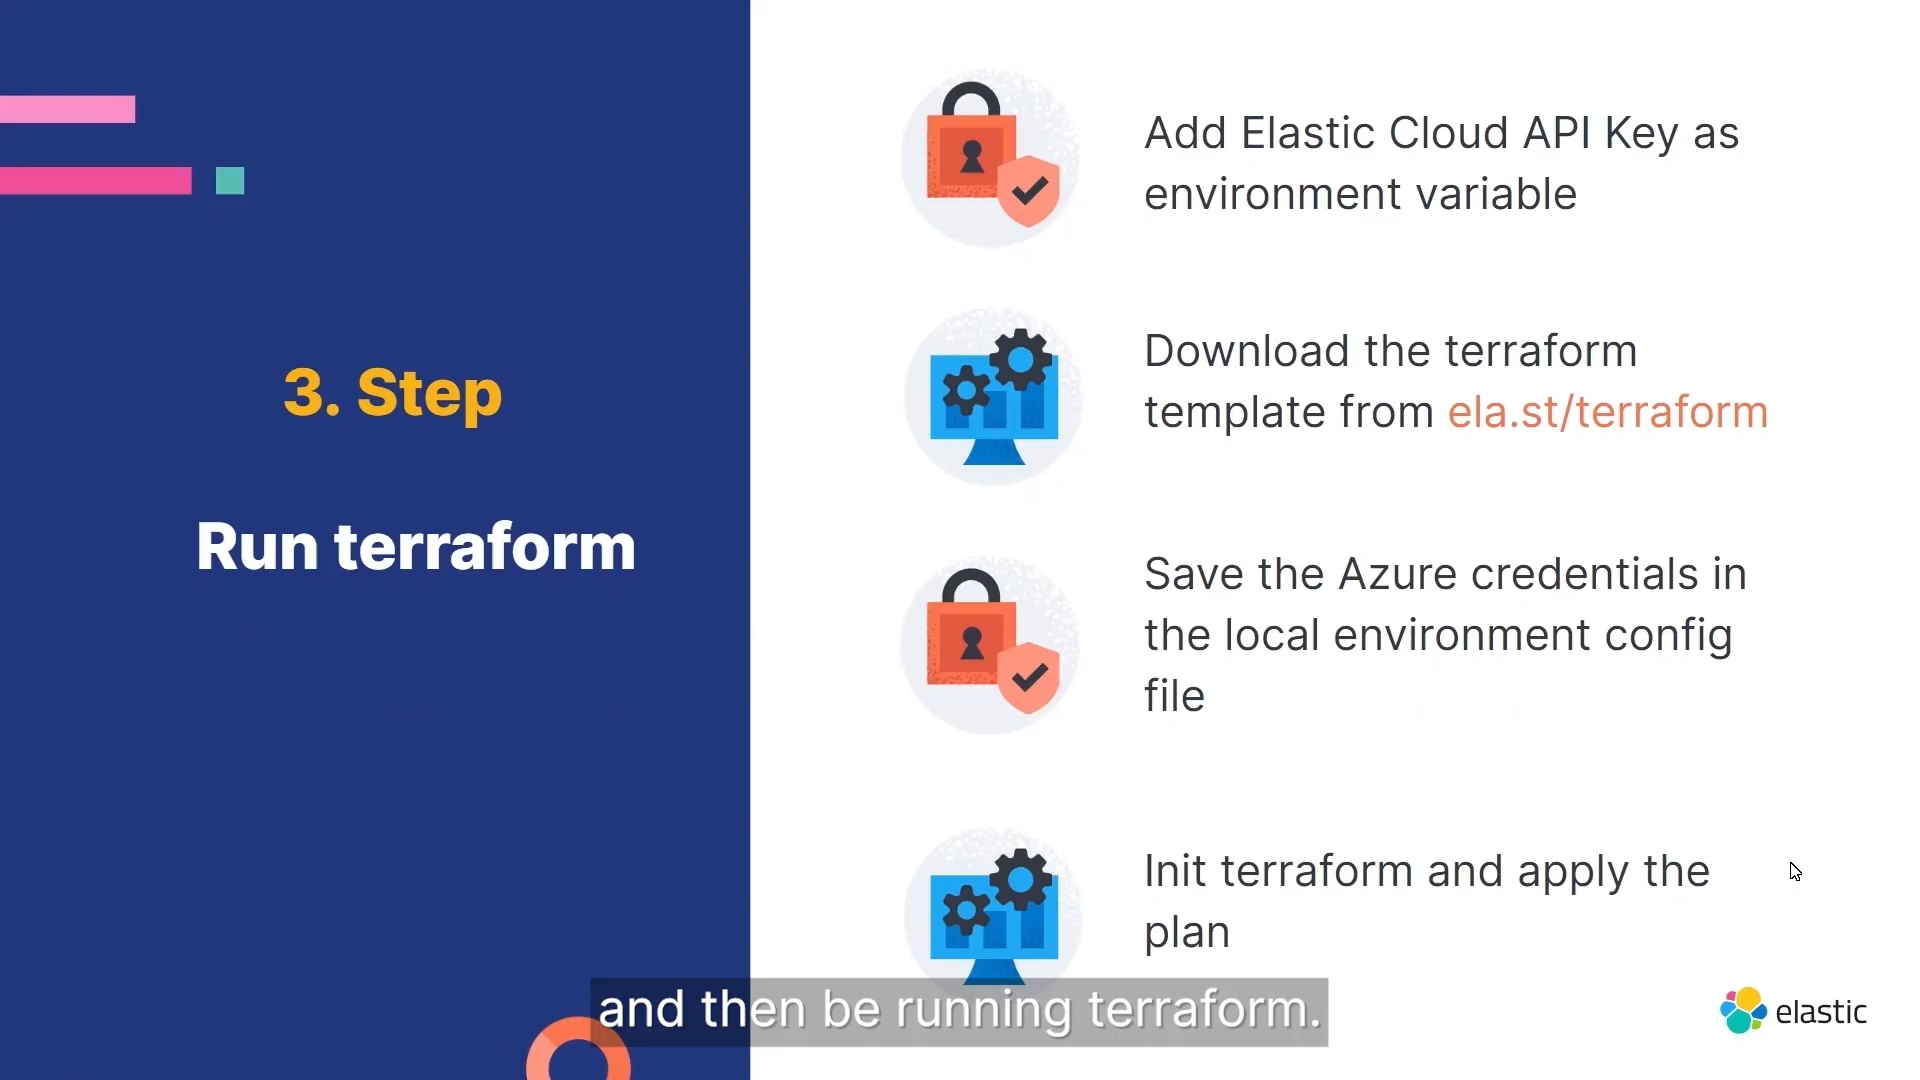 3. Step
Run terraform
Add Elastic Cloud API Key as
environment variable
Download the terraform
template from ela.st/terraform
Save the Azure credentials in
the local environment config
file
Init terraform and apply the
plan
and then be running terraform.
elastic